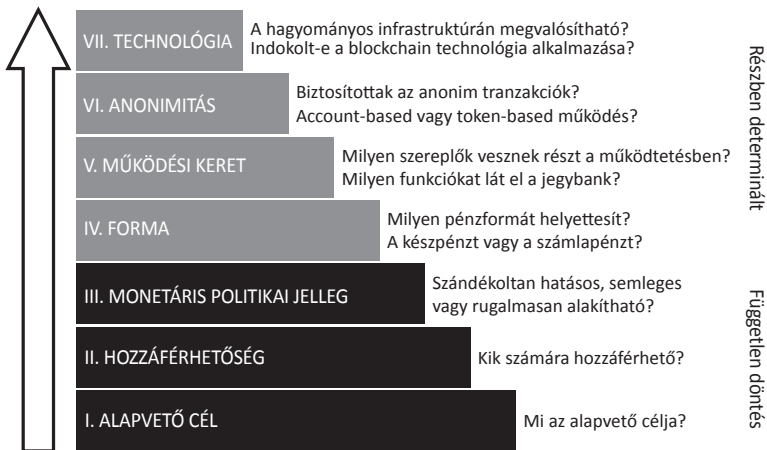 VII. TECHNOLÓGIA
A hagyományos infrastruktúrán megvalósítható?
Indokolt-e a blockchain technológia alkalmazása?
VI. ANONIMITÁS
Biztosítottak az anonim tranzakciók?
Account-based vagy token-based működés?
V. MŰKÖDÉSI KERET
Milyen szereplők vesznek részt a működtetésben?
Milyen funkciókat lát el a jegybank?
IV. FORMA
Milyen pénzformát helyettesít?
A készpénzt vagy a számlapénzt?
Részben determinált
III. MONETÁRIS POLITIKAI JELLEG
Szándékoltan hatásos, semleges
vagy rugalmasan alakítható?
II. HOZZÁFÉRHETŐSÉG
Kik számára hozzáférhető?
I. ALAPVETŐ CÉL
Mi az alapvető célja?
Független döntés